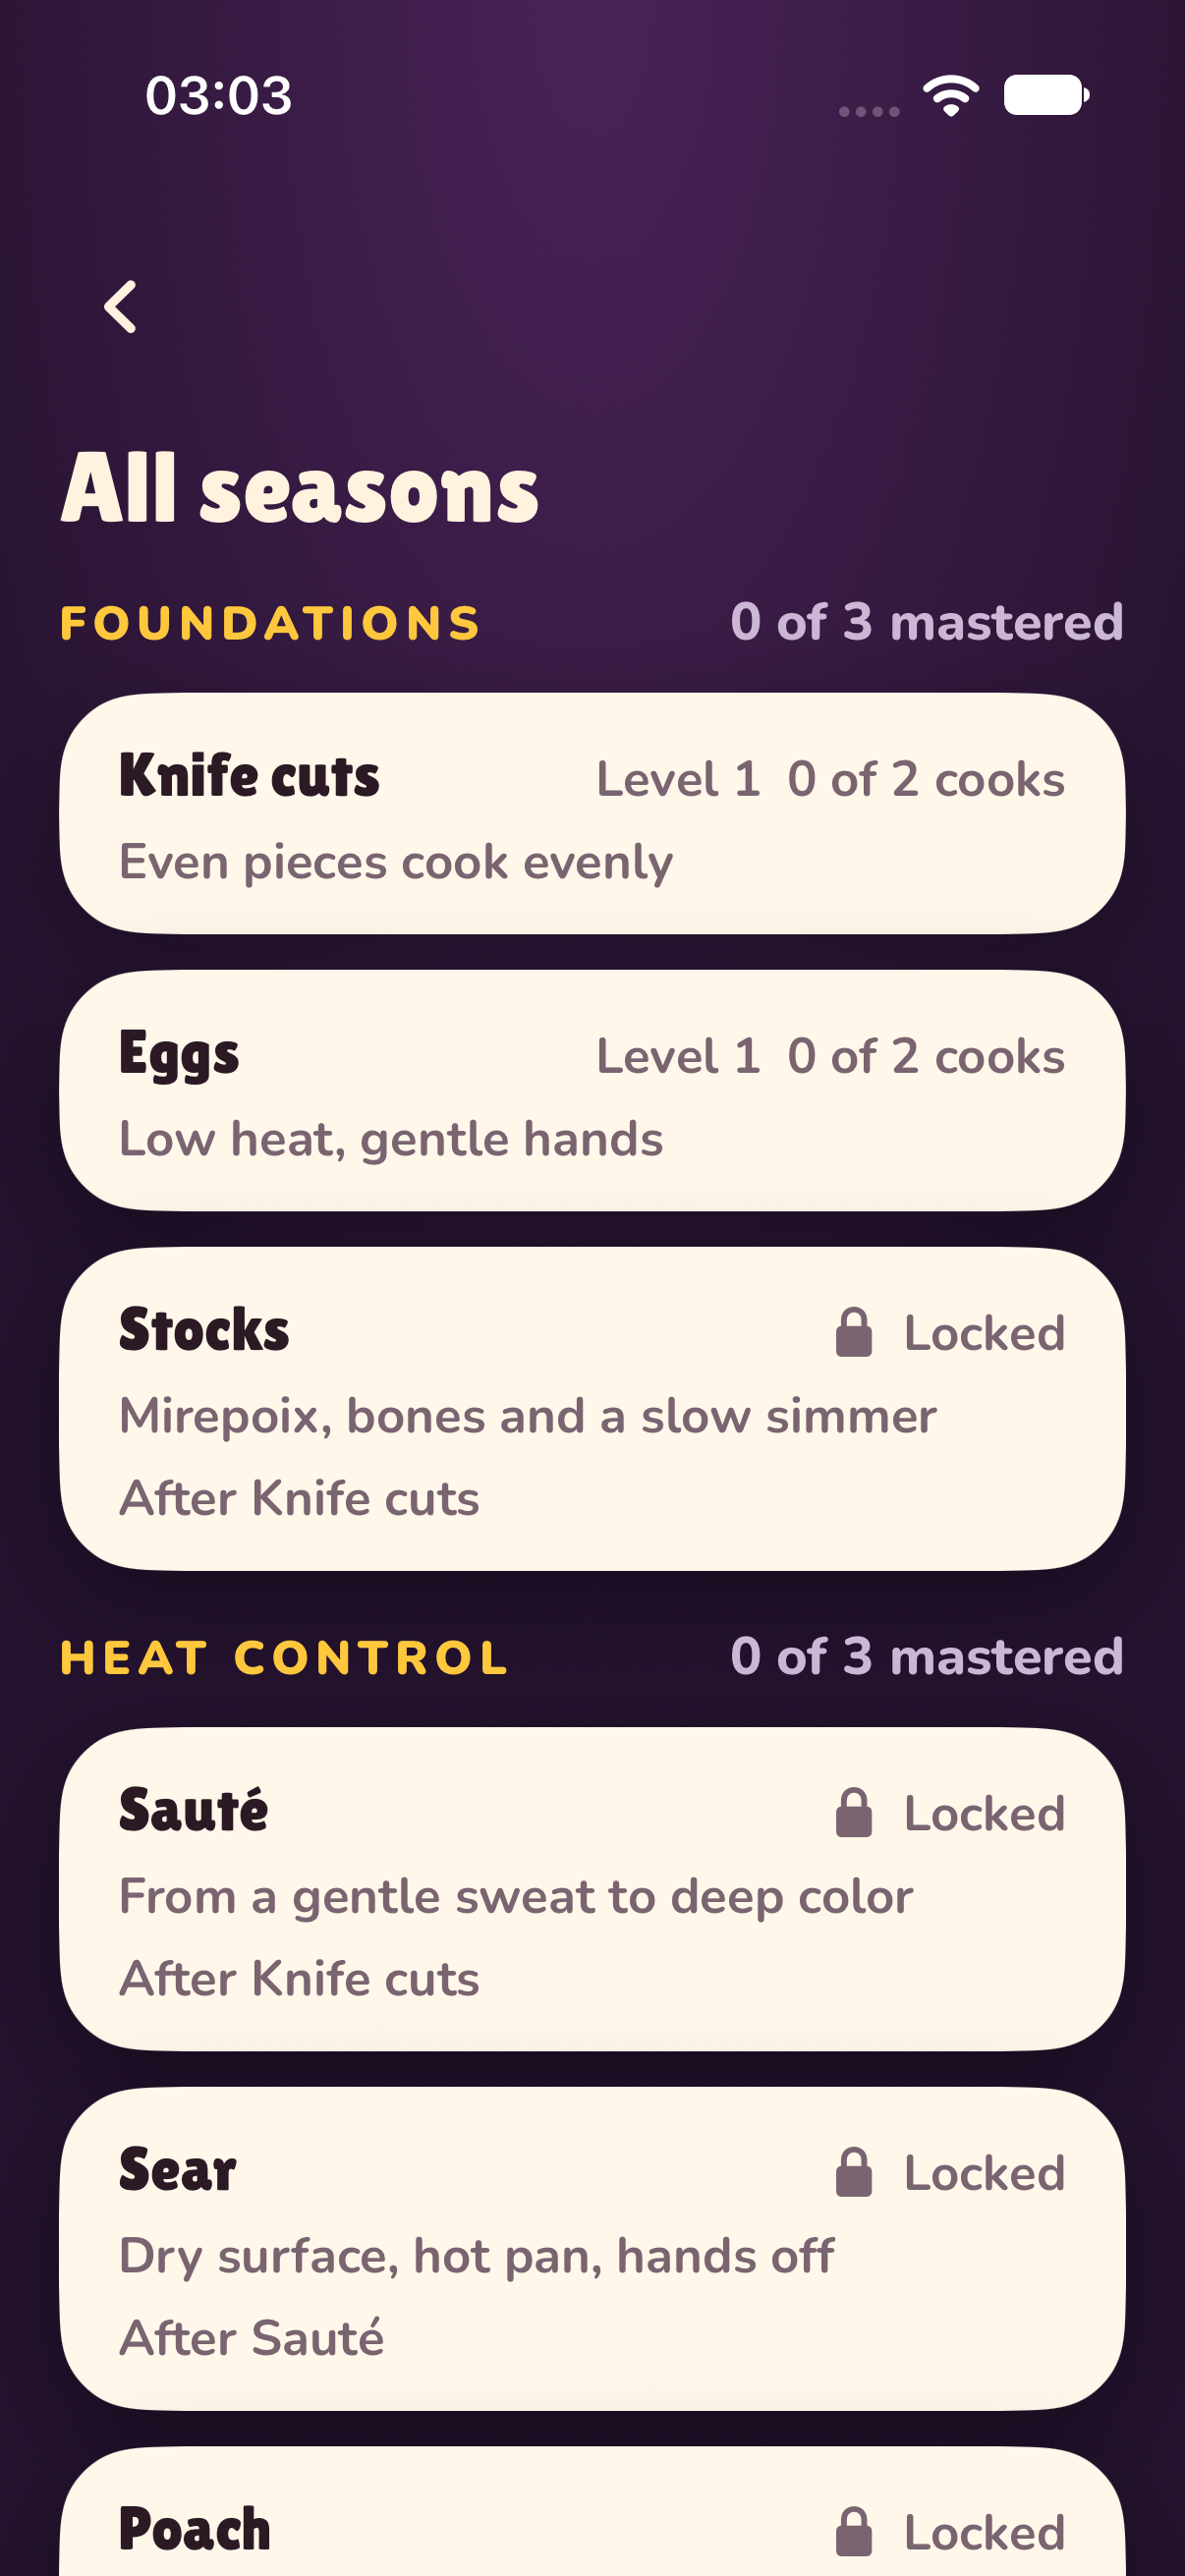 03:03
All seasons
FOUNDATIONS 0 of 3 mastered
Knife cuts Level 1 0 of 2 cooks
Even pieces cook evenly
Eggs Level 1 0 of 2 cooks
Low heat, gentle hands
Stocks Locked
Mirepoix, bones and a slow simmer
After Knife cuts
HEAT CONTROL 0 of 3 mastered
Sauté Locked
From a gentle sweat to deep color
After Knife cuts
Sear Locked
Dry surface, hot pan, hands off
After Sauté
Poach Locked